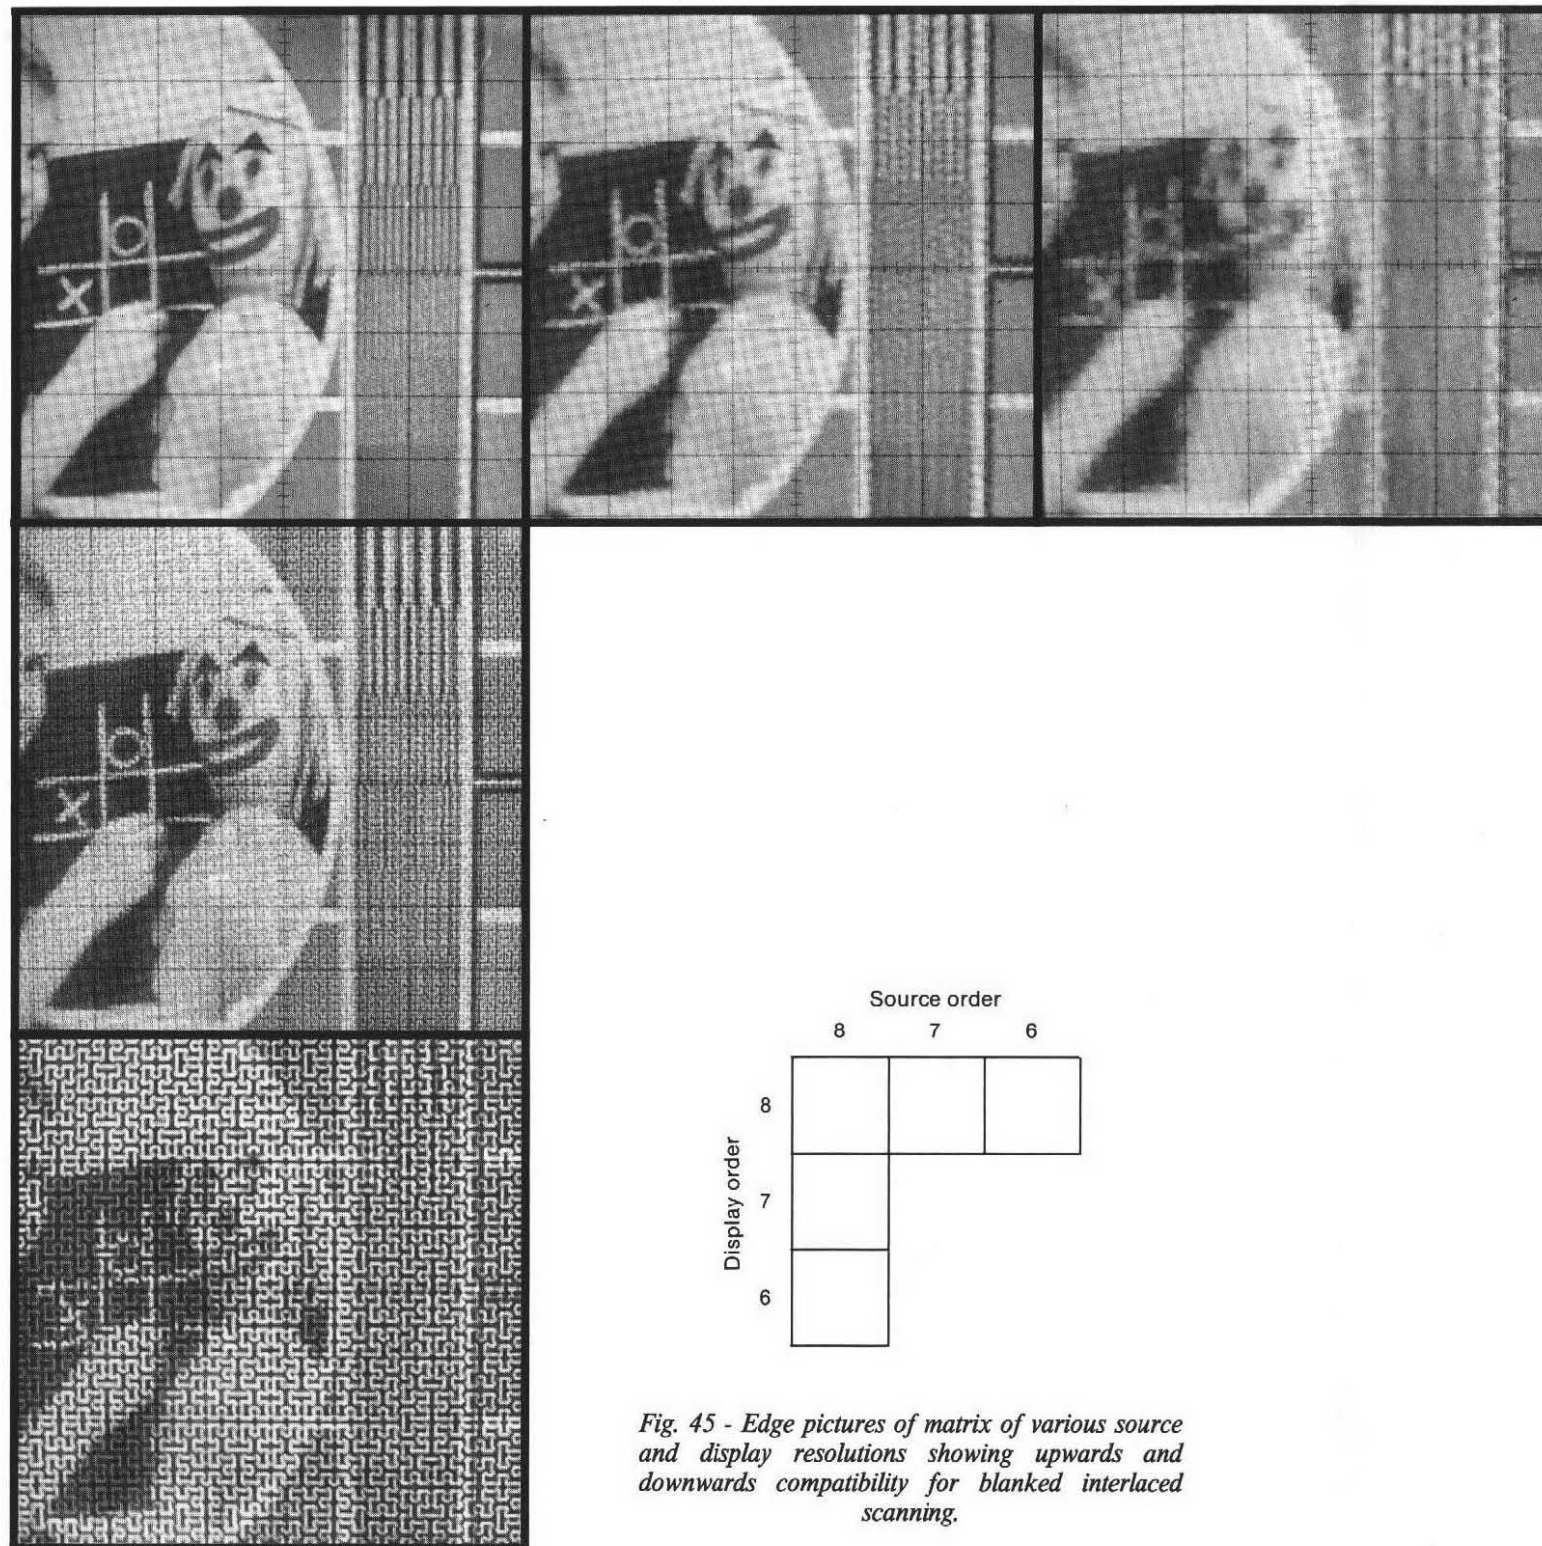 Source order
8 7 6
8
Display order
7
6
Fig. 45 - Edge pictures of matrix of various source
and display resolutions showing upwards and
downwards compatibility for blanked interlaced
scanning.